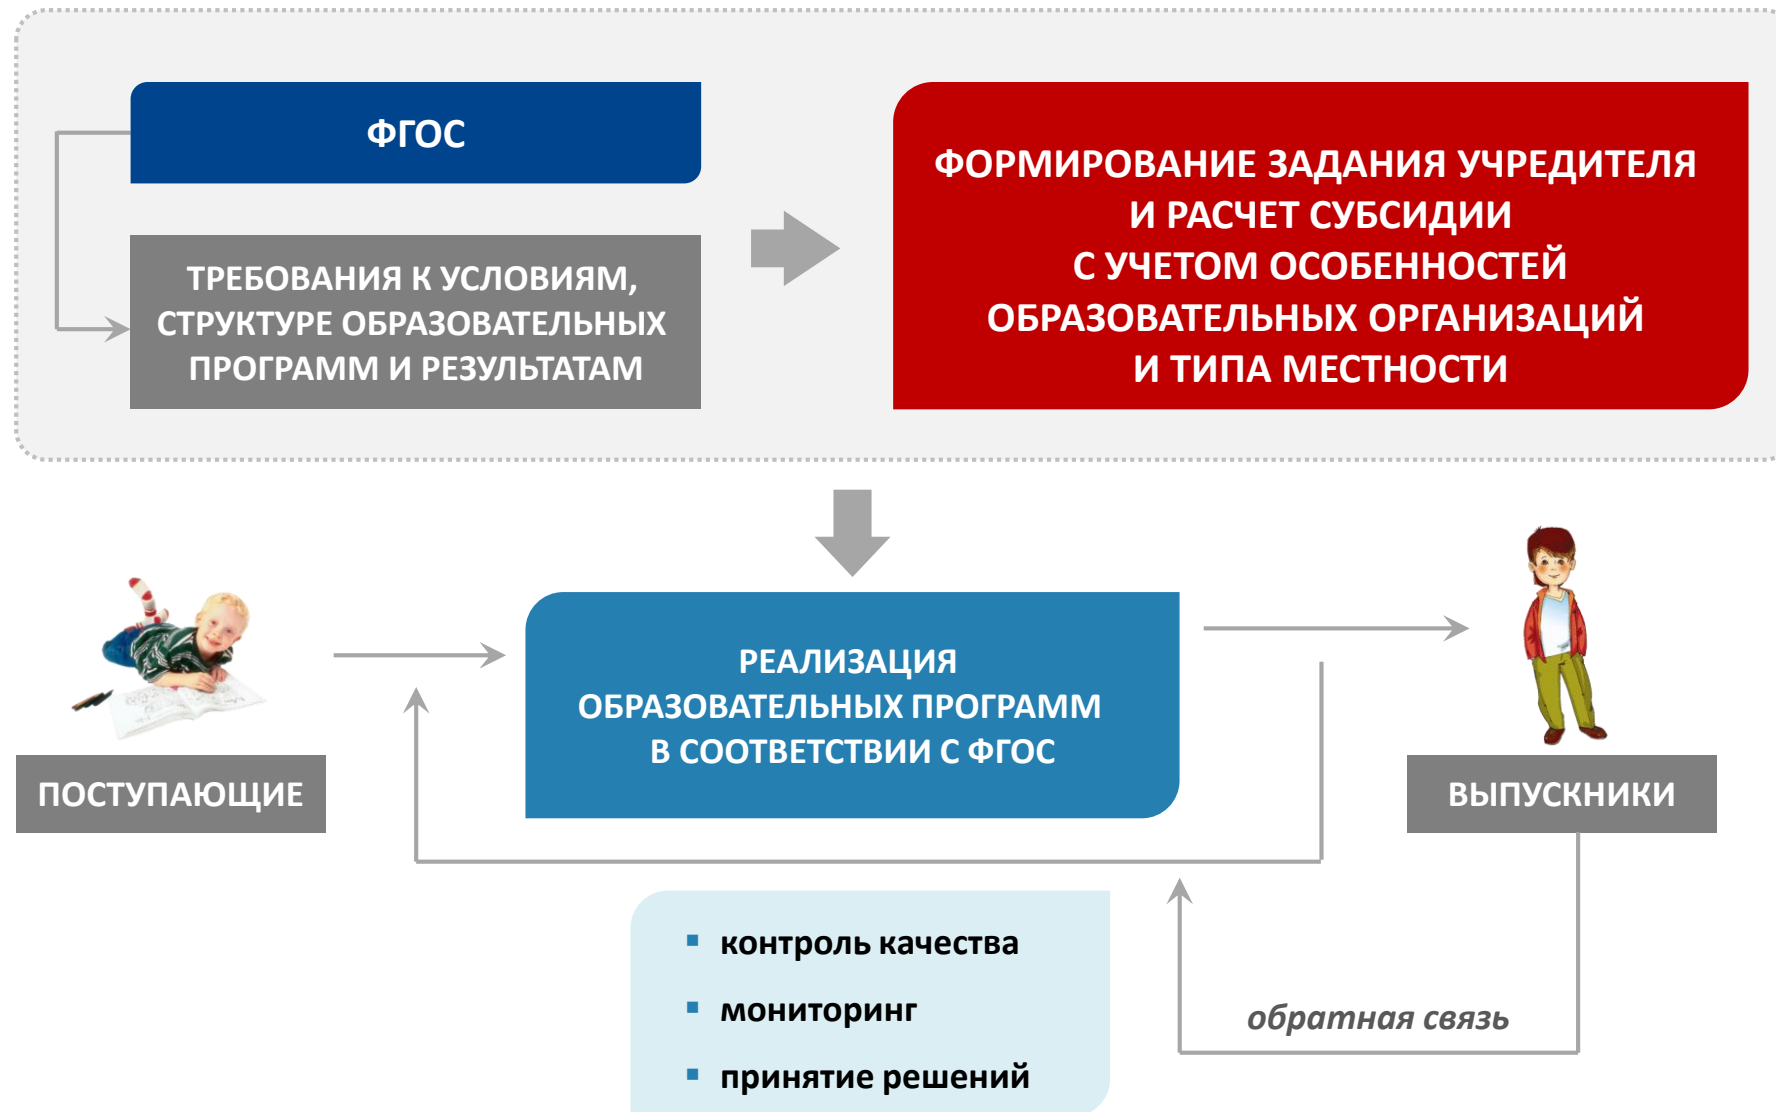 ФГОС
ТРЕБОВАНИЯ К УСЛОВИЯМ,
СТРУКТУРЕ ОБРАЗОВАТЕЛЬНЫХ
ПРОГРАММ И РЕЗУЛЬТАТАМ
ФОРМИРОВАНИЕ ЗАДАНИЯ УЧРЕДИТЕЛЯ
И РАСЧЕТ СУБСИДИИ
С УЧЕТОМ ОСОБЕННОСТЕЙ
ОБРАЗОВАТЕЛЬНЫХ ОРГАНИЗАЦИЙ
И ТИПА МЕСТНОСТИ
РЕАЛИЗАЦИЯ
ОБРАЗОВАТЕЛЬНЫХ ПРОГРАММ
В СООТВЕТСТВИИ С ФГОС
ПОСТУПАЮЩИЕ
ВЫПУСКНИКИ
▪ контроль качества
▪ мониторинг
▪ принятие решений
обратная связь